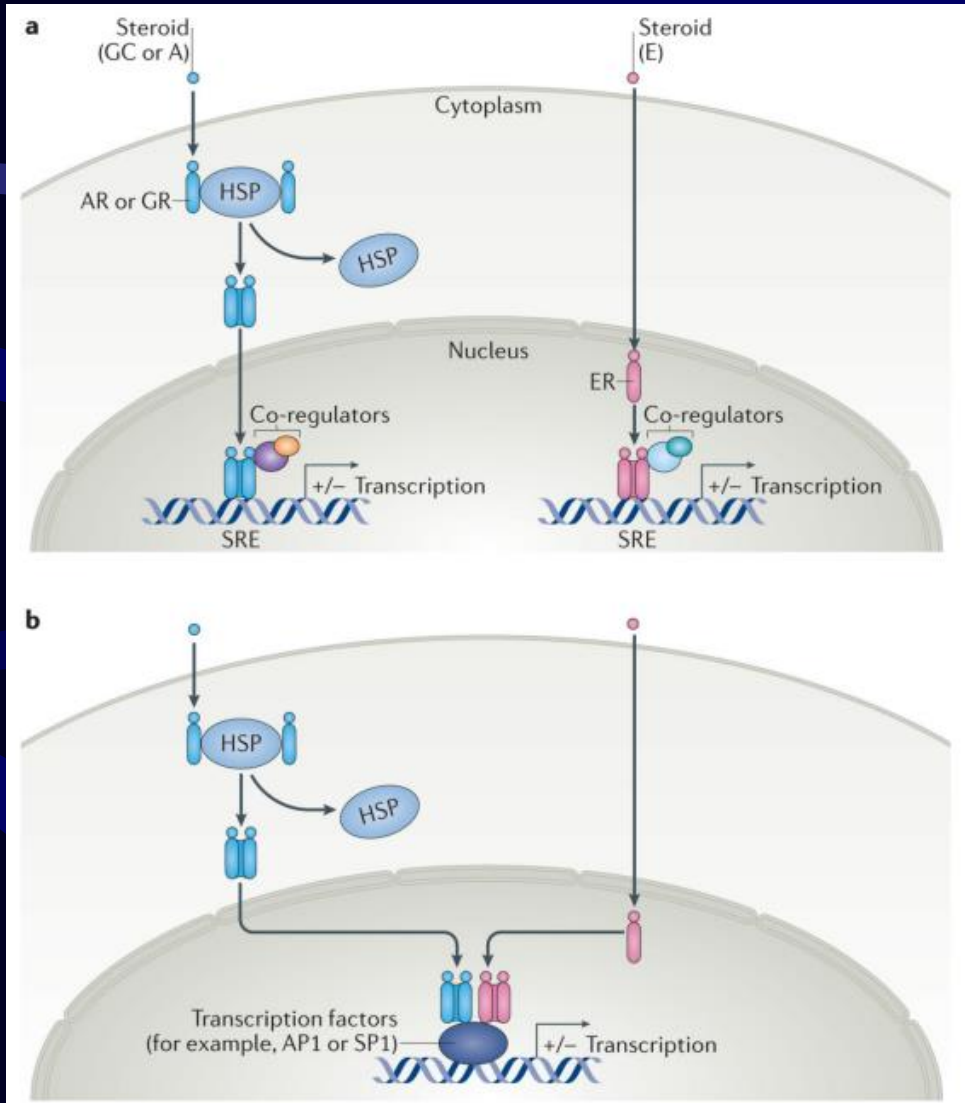 a
Steroid
(GC or A)
Steroid
(E)
Cytoplasm
HSP
AR or GR
HSP
Nucleus
ER
Co-regulators
Co-regulators
+/− Transcription
+/− Transcription
SRE
SRE
b
HSP
HSP
Transcription factors
(for example, AP1 or SP1)
+/− Transcription